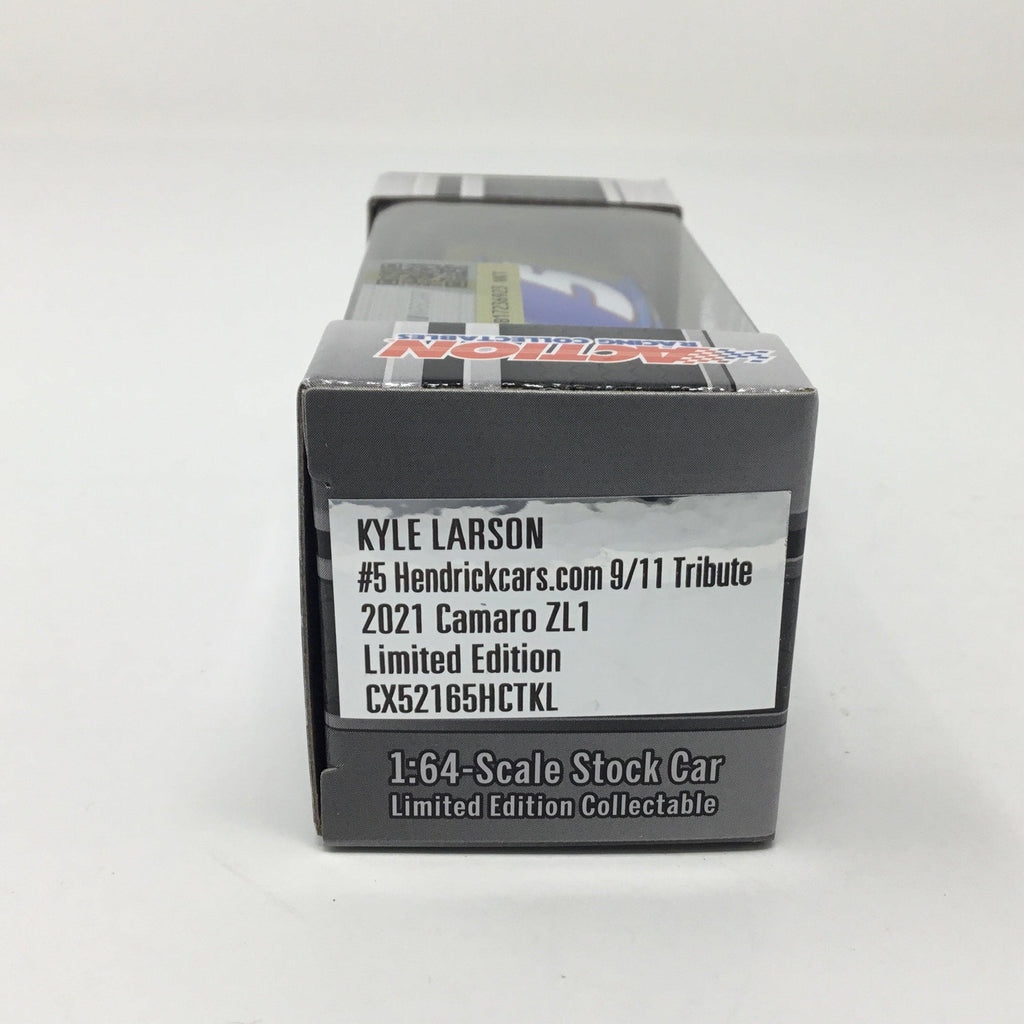 ACTION
RACING COLLECTABLES
KYLE LARSON
#5 Hendrickcars.com 9/11 Tribute
2021 Camaro ZL1
Limited Edition
CX52165HCTKL
1:64-Scale Stock Car
Limited Edition Collectable